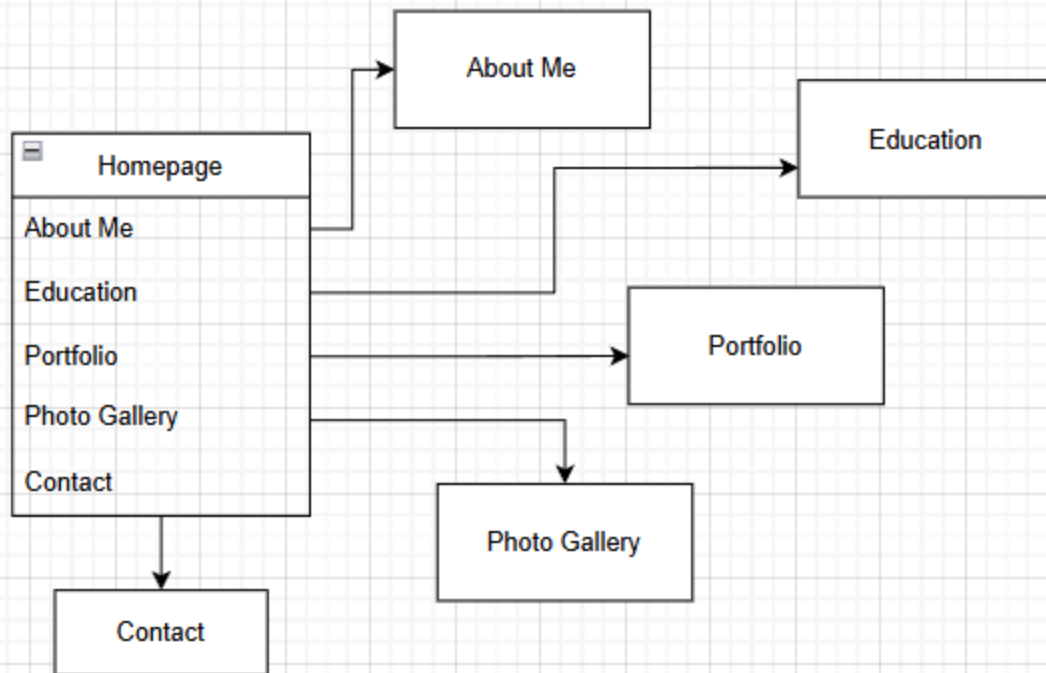 About Me
Education
Homepage
About Me
Education
Portfolio
Photo Gallery
Contact
Portfolio
Photo Gallery
Contact